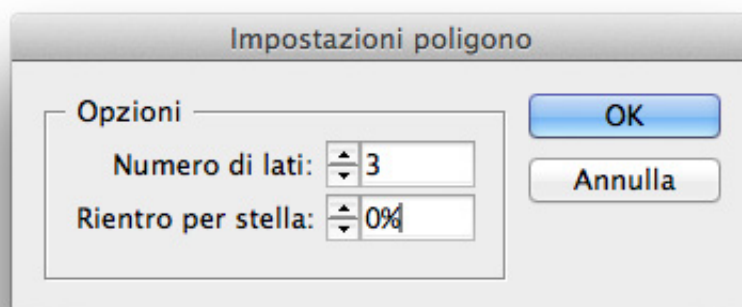 Impostazioni poligono
Opzioni
Numero di lati: 3
Rientro per stella: 0%
OK
Annulla